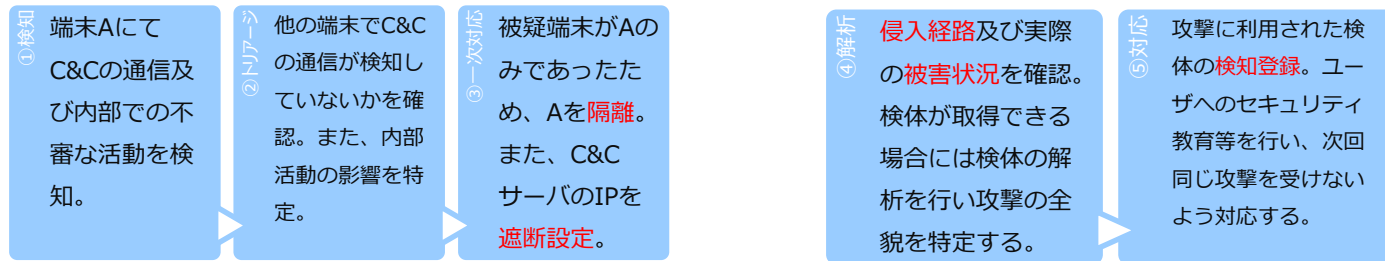 ①検知
端末Aにて
C&Cの通信及
び内部での不
審な活動を検
知。
②トリアージ
他の端末でC&C
の通信が検知し
ていないかを確
認。また、内部
活動の影響を特
定。
③一次対応
被疑端末がAの
みであったた
め、Aを隔離。
また、C&C
サーバのIPを
遮断設定。
④解析
侵入経路及び実際
の被害状況を確認。
検体が取得できる
場合には検体の解
析を行い攻撃の全
貌を特定する。
⑤対応
攻撃に利用された検
体の検知登録。ユー
ザへのセキュリティ
教育等を行い、次回
同じ攻撃を受けない
よう対応する。